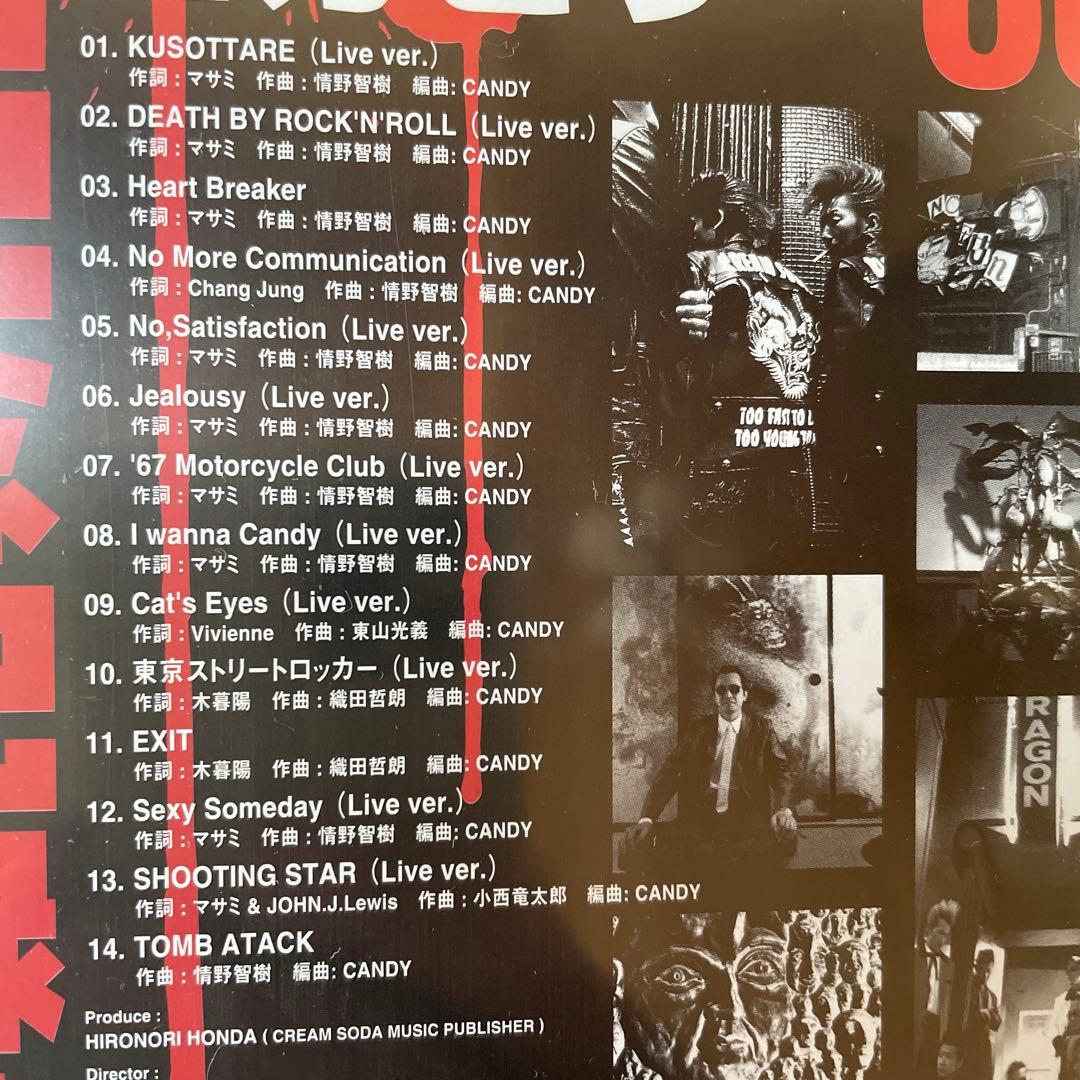 01. KUSOTTARE（Live ver.）
作詞：マサミ　作曲：情野智樹　編曲: CANDY
02. DEATH BY ROCK'N'ROLL（Live ver.）
作詞：マサミ　作曲：情野智樹　編曲: CANDY
03. Heart Breaker
作詞：マサミ　作曲：情野智樹　編曲: CANDY
04. No More Communication（Live ver.）
作詞：Chang Jung　作曲：情野智樹　編曲: CANDY
05. No,Satisfaction（Live ver.）
作詞：マサミ　作曲：情野智樹　編曲: CANDY
06. Jealousy（Live ver.）
作詞：マサミ　作曲：情野智樹　編曲: CANDY
07. '67 Motorcycle Club（Live ver.）
作詞：マサミ　作曲：情野智樹　編曲: CANDY
08. I wanna Candy（Live ver.）
作詞：マサミ　作曲：情野智樹　編曲: CANDY
09. Cat's Eyes（Live ver.）
作詞：Vivienne　作曲：東山光義　編曲: CANDY
10. 東京ストリートロッカー（Live ver.）
作詞：木暮陽　作曲：織田哲朗　編曲: CANDY
11. EXIT
作詞：木暮陽　作曲：織田哲朗　編曲: CANDY
12. Sexy Someday（Live ver.）
作詞：マサミ　作曲：情野智樹　編曲: CANDY
13. SHOOTING STAR（Live ver.）
作詞：マサミ & JOHN.J.Lewis　作曲：小西竜太郎　編曲: CANDY
14. TOMB ATACK
作曲：情野智樹　編曲: CANDY
Produce :
HIRONORI HONDA ( CREAM SODA MUSIC PUBLISHER )
Director :
TOO FAST TO L
TOO YOUNG TO
NO
FUN
RAGON